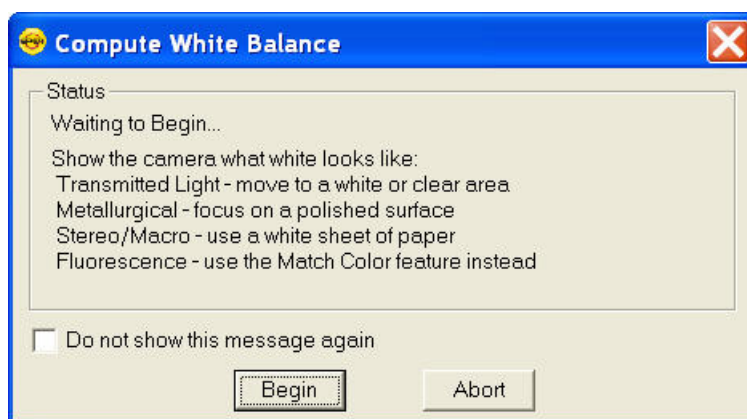 Compute White Balance
Status
Waiting to Begin...
Show the camera what white looks like:
Transmitted Light - move to a white or clear area
Metallurgical - focus on a polished surface
Stereo/Macro - use a white sheet of paper
Fluorescence - use the Match Color feature instead
Do not show this message again
Begin
Abort